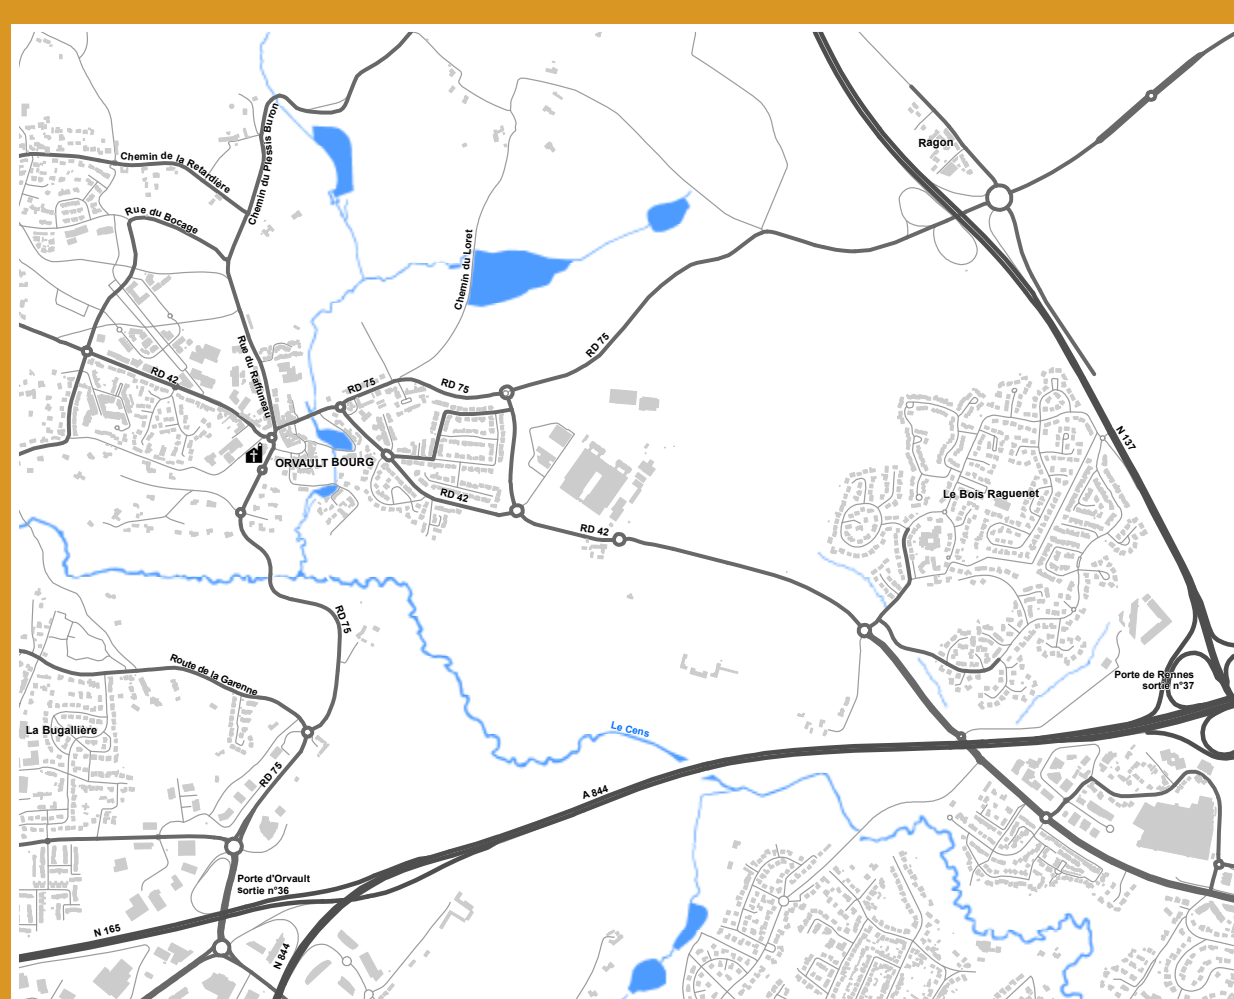 Ragon
Chemin de la Retardière
Chemin du Plessis Buron
Rue du Bocage
Chemin du Loret
RD 75
Rue du Raffuneau
RD 42
RD 75
RD 75
N 137
ORVAULT BOURG
RD 42
Le Bois Raguenet
RD 42
RD 75
Route de la Garenne
Porte de Rennes
sortie n°37
La Bugallière
Le Cens
RD 75
A 844
Porte d'Orvault
sortie n°36
N 165
N 844